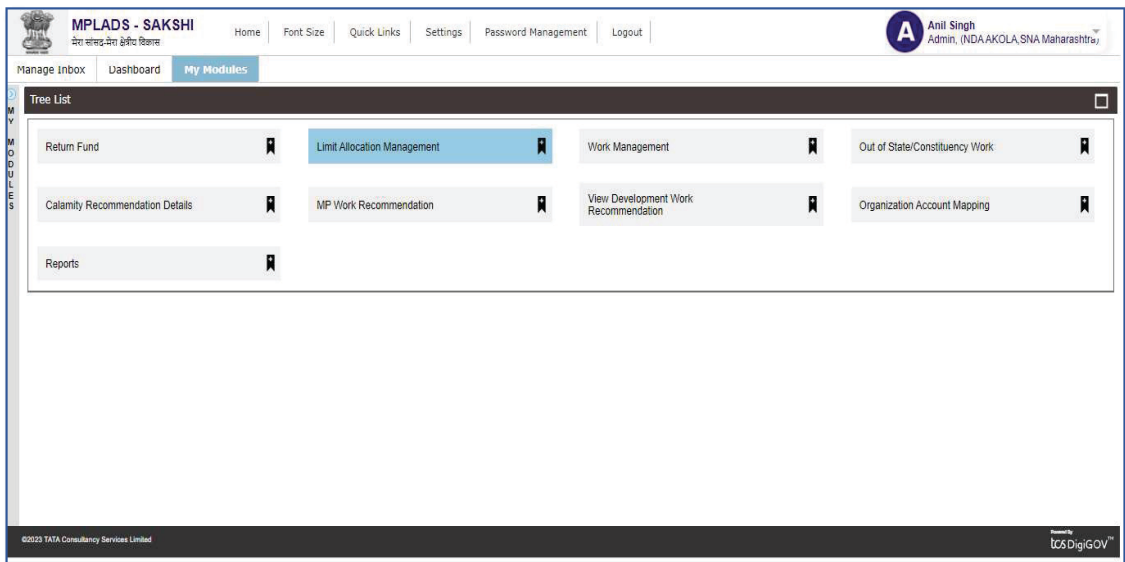 MPLADS - SAKSHI
मेरा सांसद-मेरा क्षेत्रीय विकास
Home
Font Size
Quick Links
Settings
Password Management
Logout
A
Anil Singh
Admin, (NDA AKOLA,SNA Maharashtra)
Manage Inbox
Dashboard
My Modules
MY MODULES
Tree List
Return Fund
Limit Allocation Management
Work Management
Out of State/Constituency Work
Calamity Recommendation Details
MP Work Recommendation
View Development Work
Recommendation
Organization Account Mapping
Reports
©2023 TATA Consultancy Services Limited
Powered By
tcs DigiGOV™